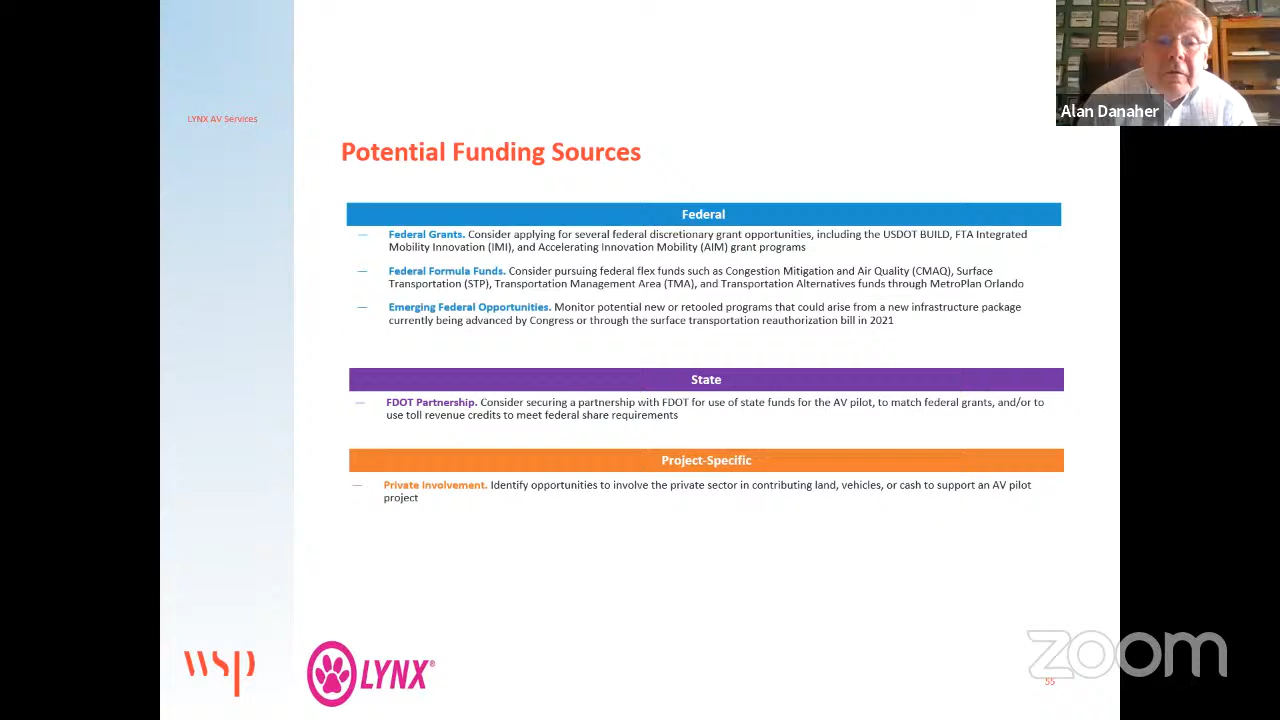 Alan Danaher
LYNX AV Services
Potential Funding Sources
Federal
— Federal Grants. Consider applying for several federal discretionary grant opportunities, including the USDOT BUILD, FTA Integrated
Mobility Innovation (IMI), and Accelerating Innovation Mobility (AIM) grant programs
— Federal Formula Funds. Consider pursuing federal flex funds such as Congestion Mitigation and Air Quality (CMAQ), Surface
Transportation (STP), Transportation Management Area (TMA), and Transportation Alternatives funds through MetroPlan Orlando
— Emerging Federal Opportunities. Monitor potential new or retooled programs that could arise from a new infrastructure package
currently being advanced by Congress or through the surface transportation reauthorization bill in 2021
State
— FDOT Partnership. Consider securing a partnership with FDOT for use of state funds for the AV pilot, to match federal grants, and/or to
use toll revenue credits to meet federal share requirements
Project-Specific
— Private Involvement. Identify opportunities to involve the private sector in contributing land, vehicles, or cash to support an AV pilot
project
wsp
LYNX®
zoom
55